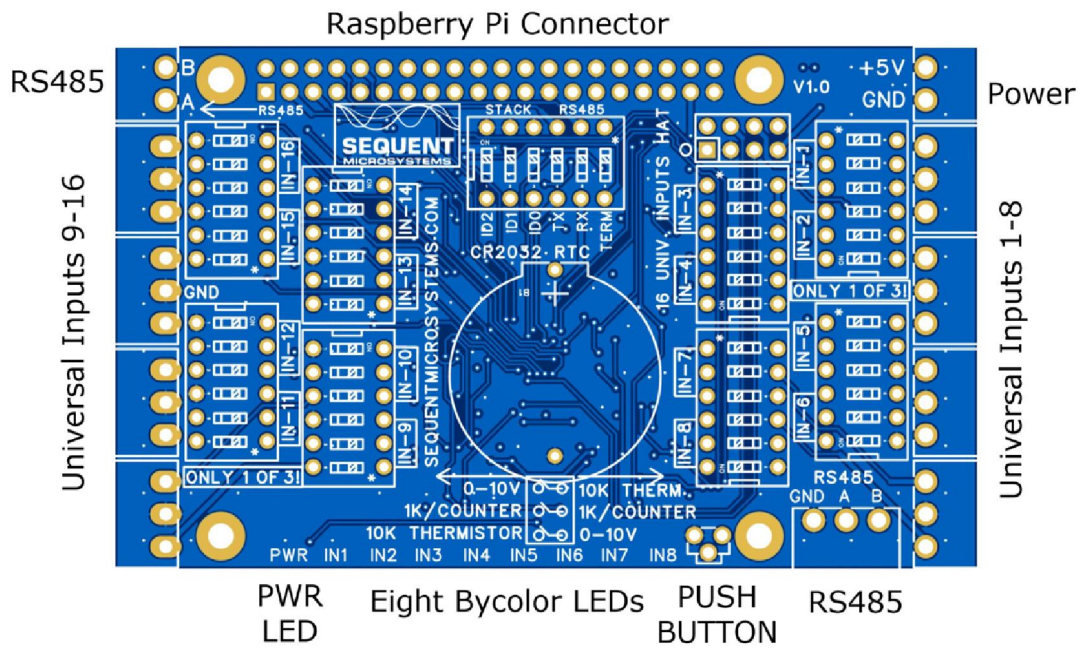 Raspberry Pi Connector
RS485
B
A
RS485
SEQUENT
MICROSYSTEMS
STACK RS485
ON
ID2
ID1
ID0
TX
RX
TERM
V1.0
+5V
GND
Power
Universal Inputs 9-16
IN-16
IN-15
IN-14
IN-13
GND
IN-12
IN-11
IN-10
IN-9
ONLY 1 OF 3!
SEQUENTMICROSYSTEMS.COM
CR2032 RTC
B1
16 UNIV. INPUTS HAT
IN-1
IN-2
IN-3
IN-4
ONLY 1 OF 3!
IN-5
IN-6
IN-7
IN-8
Universal Inputs 1-8
0-10V 10K THERM.
1K/COUNTER 1K/COUNTER
10K THERMISTOR 0-10V
RS485
GND A B
PWR IN1 IN2 IN3 IN4 IN5 IN6 IN7 IN8
PWR
LED
Eight Bycolor LEDs
PUSH
BUTTON
RS485